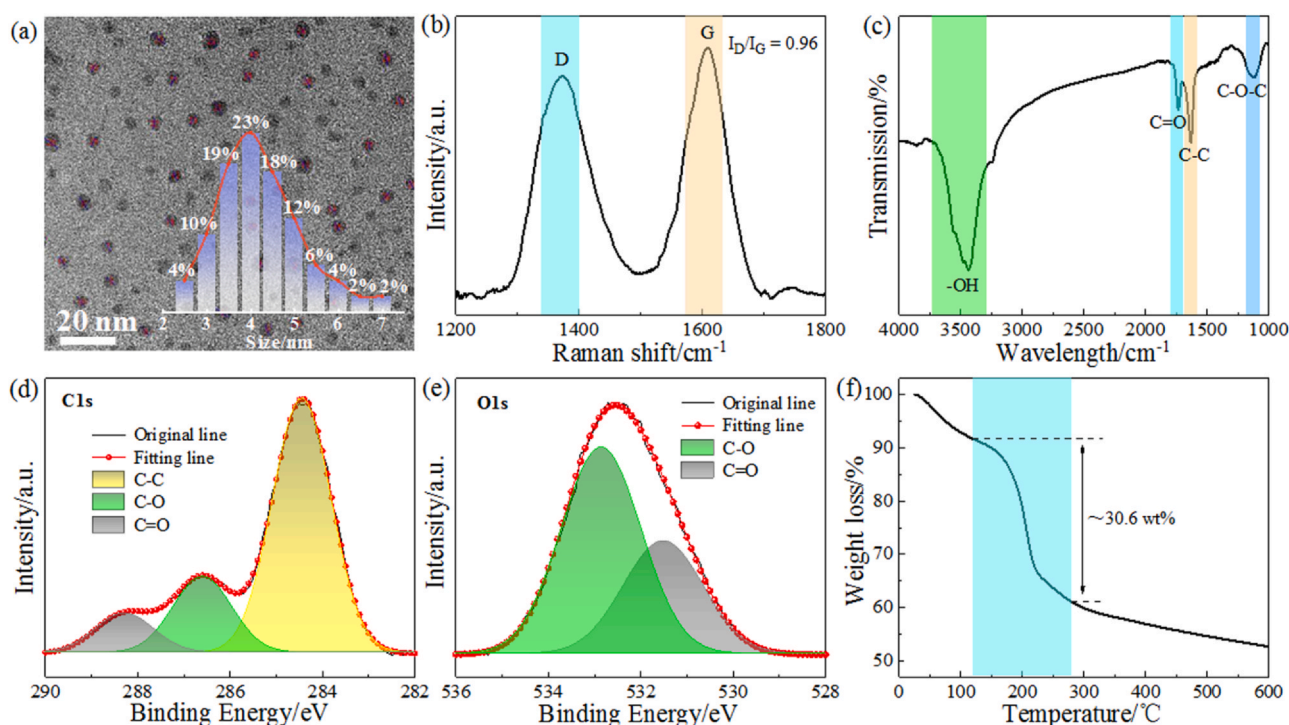 (a)
23%
19%
18%
12%
10%
6%
4%
4%
2%
2%
20 nm
2 3 4 5 6 7
Size/nm
(b)
D
G
I_D/I_G = 0.96
Intensity/a.u.
1200 1400 1600 1800
Raman shift/cm⁻¹
(c)
C-O-C
C=O
C-C
-OH
Transmission/%
4000 3500 3000 2500 2000 1500 1000
Wavelength/cm⁻¹
(d)
C1s
Original line
Fitting line
C-C
C-O
C=O
Intensity/a.u.
290 288 286 284 282
Binding Energy/eV
(e)
O1s
Original line
Fitting line
C-O
C=O
Intensity/a.u.
536 534 532 530 528
Binding Energy/eV
(f)
100
90
80
70
60
50
~30.6 wt%
Weight loss/%
0 100 200 300 400 500 600
Temperature/℃